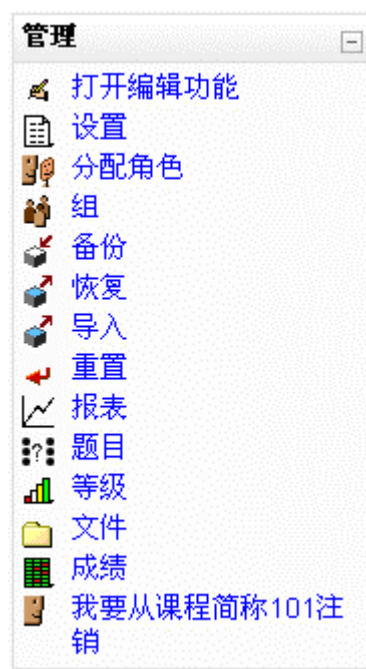 管理
打开编辑功能
设置
分配角色
组
备份
恢复
导入
重置
报表
题目
等级
文件
成绩
我要从课程简称101注
销